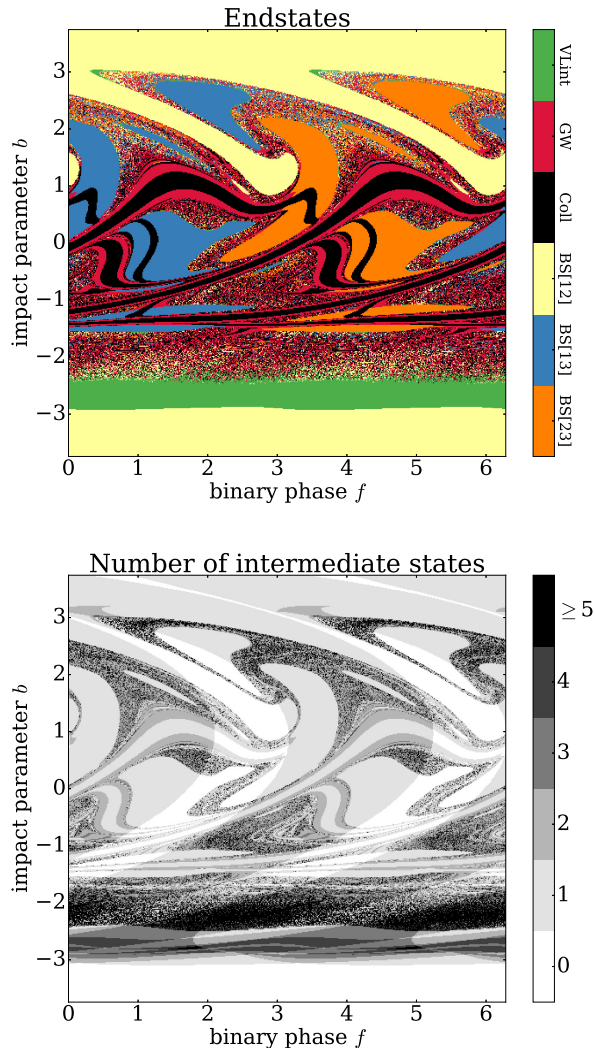 Endstates
3
2
1
0
−1
−2
−3
impact parameter b
0 1 2 3 4 5 6
binary phase f
VLint
GW
Coll
BS[12]
BS[13]
BS[23]
Number of intermediate states
3
2
1
0
−1
−2
−3
impact parameter b
0 1 2 3 4 5 6
binary phase f
≥ 5
4
3
2
1
0